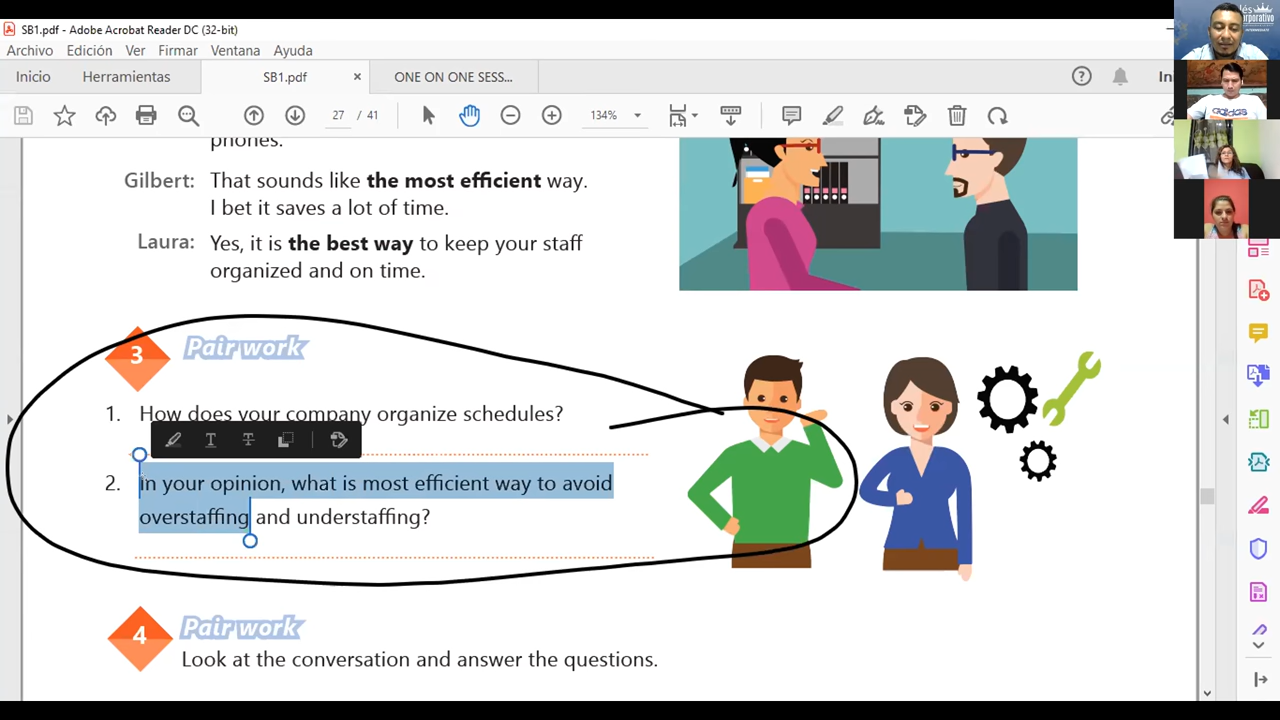 SB1.pdf - Adobe Acrobat Reader DC (32-bit)
Archivo Edición Ver Firmar Ventana Ayuda
Inicio Herramientas SB1.pdf × ONE ON ONE SESS...
27 / 41 134%
phones.
Gilbert: That sounds like the most efficient way.
I bet it saves a lot of time.
Laura: Yes, it is the best way to keep your staff
organized and on time.
3 Pair work
1. How does your company organize schedules?
2. in your opinion, what is most efficient way to avoid
overstaffing and understaffing?
4 Pair work
Look at the conversation and answer the questions.
adidas